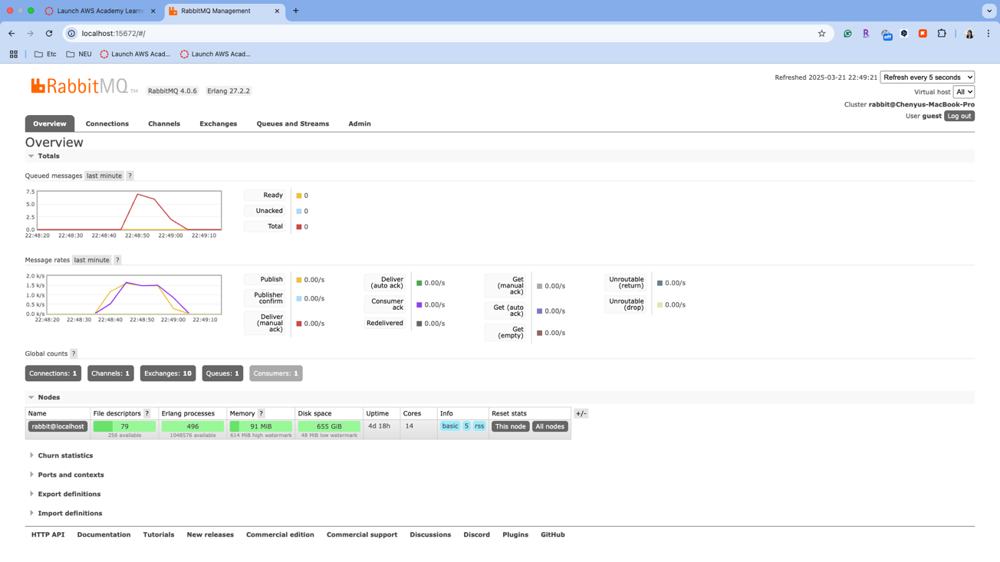 Launch AWS Academy Learne
RabbitMQ Management
localhost:15672/#/
off
Etc
NEU
Launch AWS Acad...
Launch AWS Acad...
RabbitMQ TM
RabbitMQ 4.0.6
Erlang 27.2.2
Refreshed 2025-03-21 22:49:21
Refresh every 5 seconds
Virtual host
All
Cluster rabbit@Chenyus-MacBook-Pro
User guest
Log out
Overview
Connections
Channels
Exchanges
Queues and Streams
Admin
Overview
Totals
Queued messages last minute ?
7.5
5.0
2.5
0.0
22:48:20 22:48:30 22:48:40 22:48:50 22:49:00 22:49:10
Ready 0
Unacked 0
Total 0
Message rates last minute ?
2.0 k/s
1.5 k/s
1.0 k/s
0.5 k/s
0.0 k/s
22:48:20 22:48:30 22:48:40 22:48:50 22:49:00 22:49:10
Publish 0.00/s
Publisher
confirm
0.00/s
Deliver
(manual
ack)
0.00/s
Deliver
(auto ack)
0.00/s
Consumer
ack
0.00/s
Redelivered 0.00/s
Get
(manual
ack)
0.00/s
Get (auto
ack)
0.00/s
Get
(empty)
0.00/s
Unroutable
(return)
0.00/s
Unroutable
(drop)
0.00/s
Global counts ?
Connections: 1
Channels: 1
Exchanges: 10
Queues: 1
Consumers: 1
Nodes
Name File descriptors ? Erlang processes Memory ? Disk space Uptime Cores Info Reset stats +/-
rabbit@localhost 79 496 91 MiB 655 GiB 4d 18h 14 basic 5 rss This node All nodes
256 available 1048576 available 614 MiB high watermark 48 MiB low watermark
Churn statistics
Ports and contexts
Export definitions
Import definitions
HTTP API Documentation Tutorials New releases Commercial edition Commercial support Discussions Discord Plugins GitHub